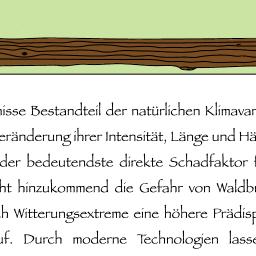 nisse Bestandteil der natürlichen Klimavar
eränderung ihrer Intensität, Länge und Hä
der bedeutendste direkte Schadfaktor f
ht hinzukommend die Gefahr von Waldbr
h Witterungsextreme eine höhere Prädisp
uf. Durch moderne Technologien lasse